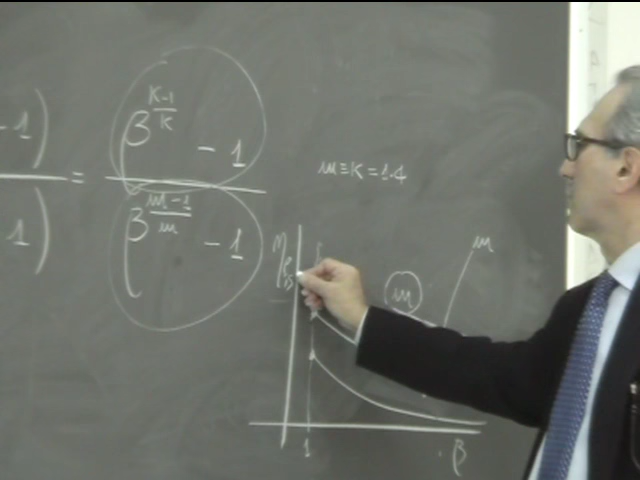 -1) / 1) = (β^((K-1)/K) - 1) / (β^((m-1)/m) - 1)
m ≡ K = 1.4
m
m
1
β